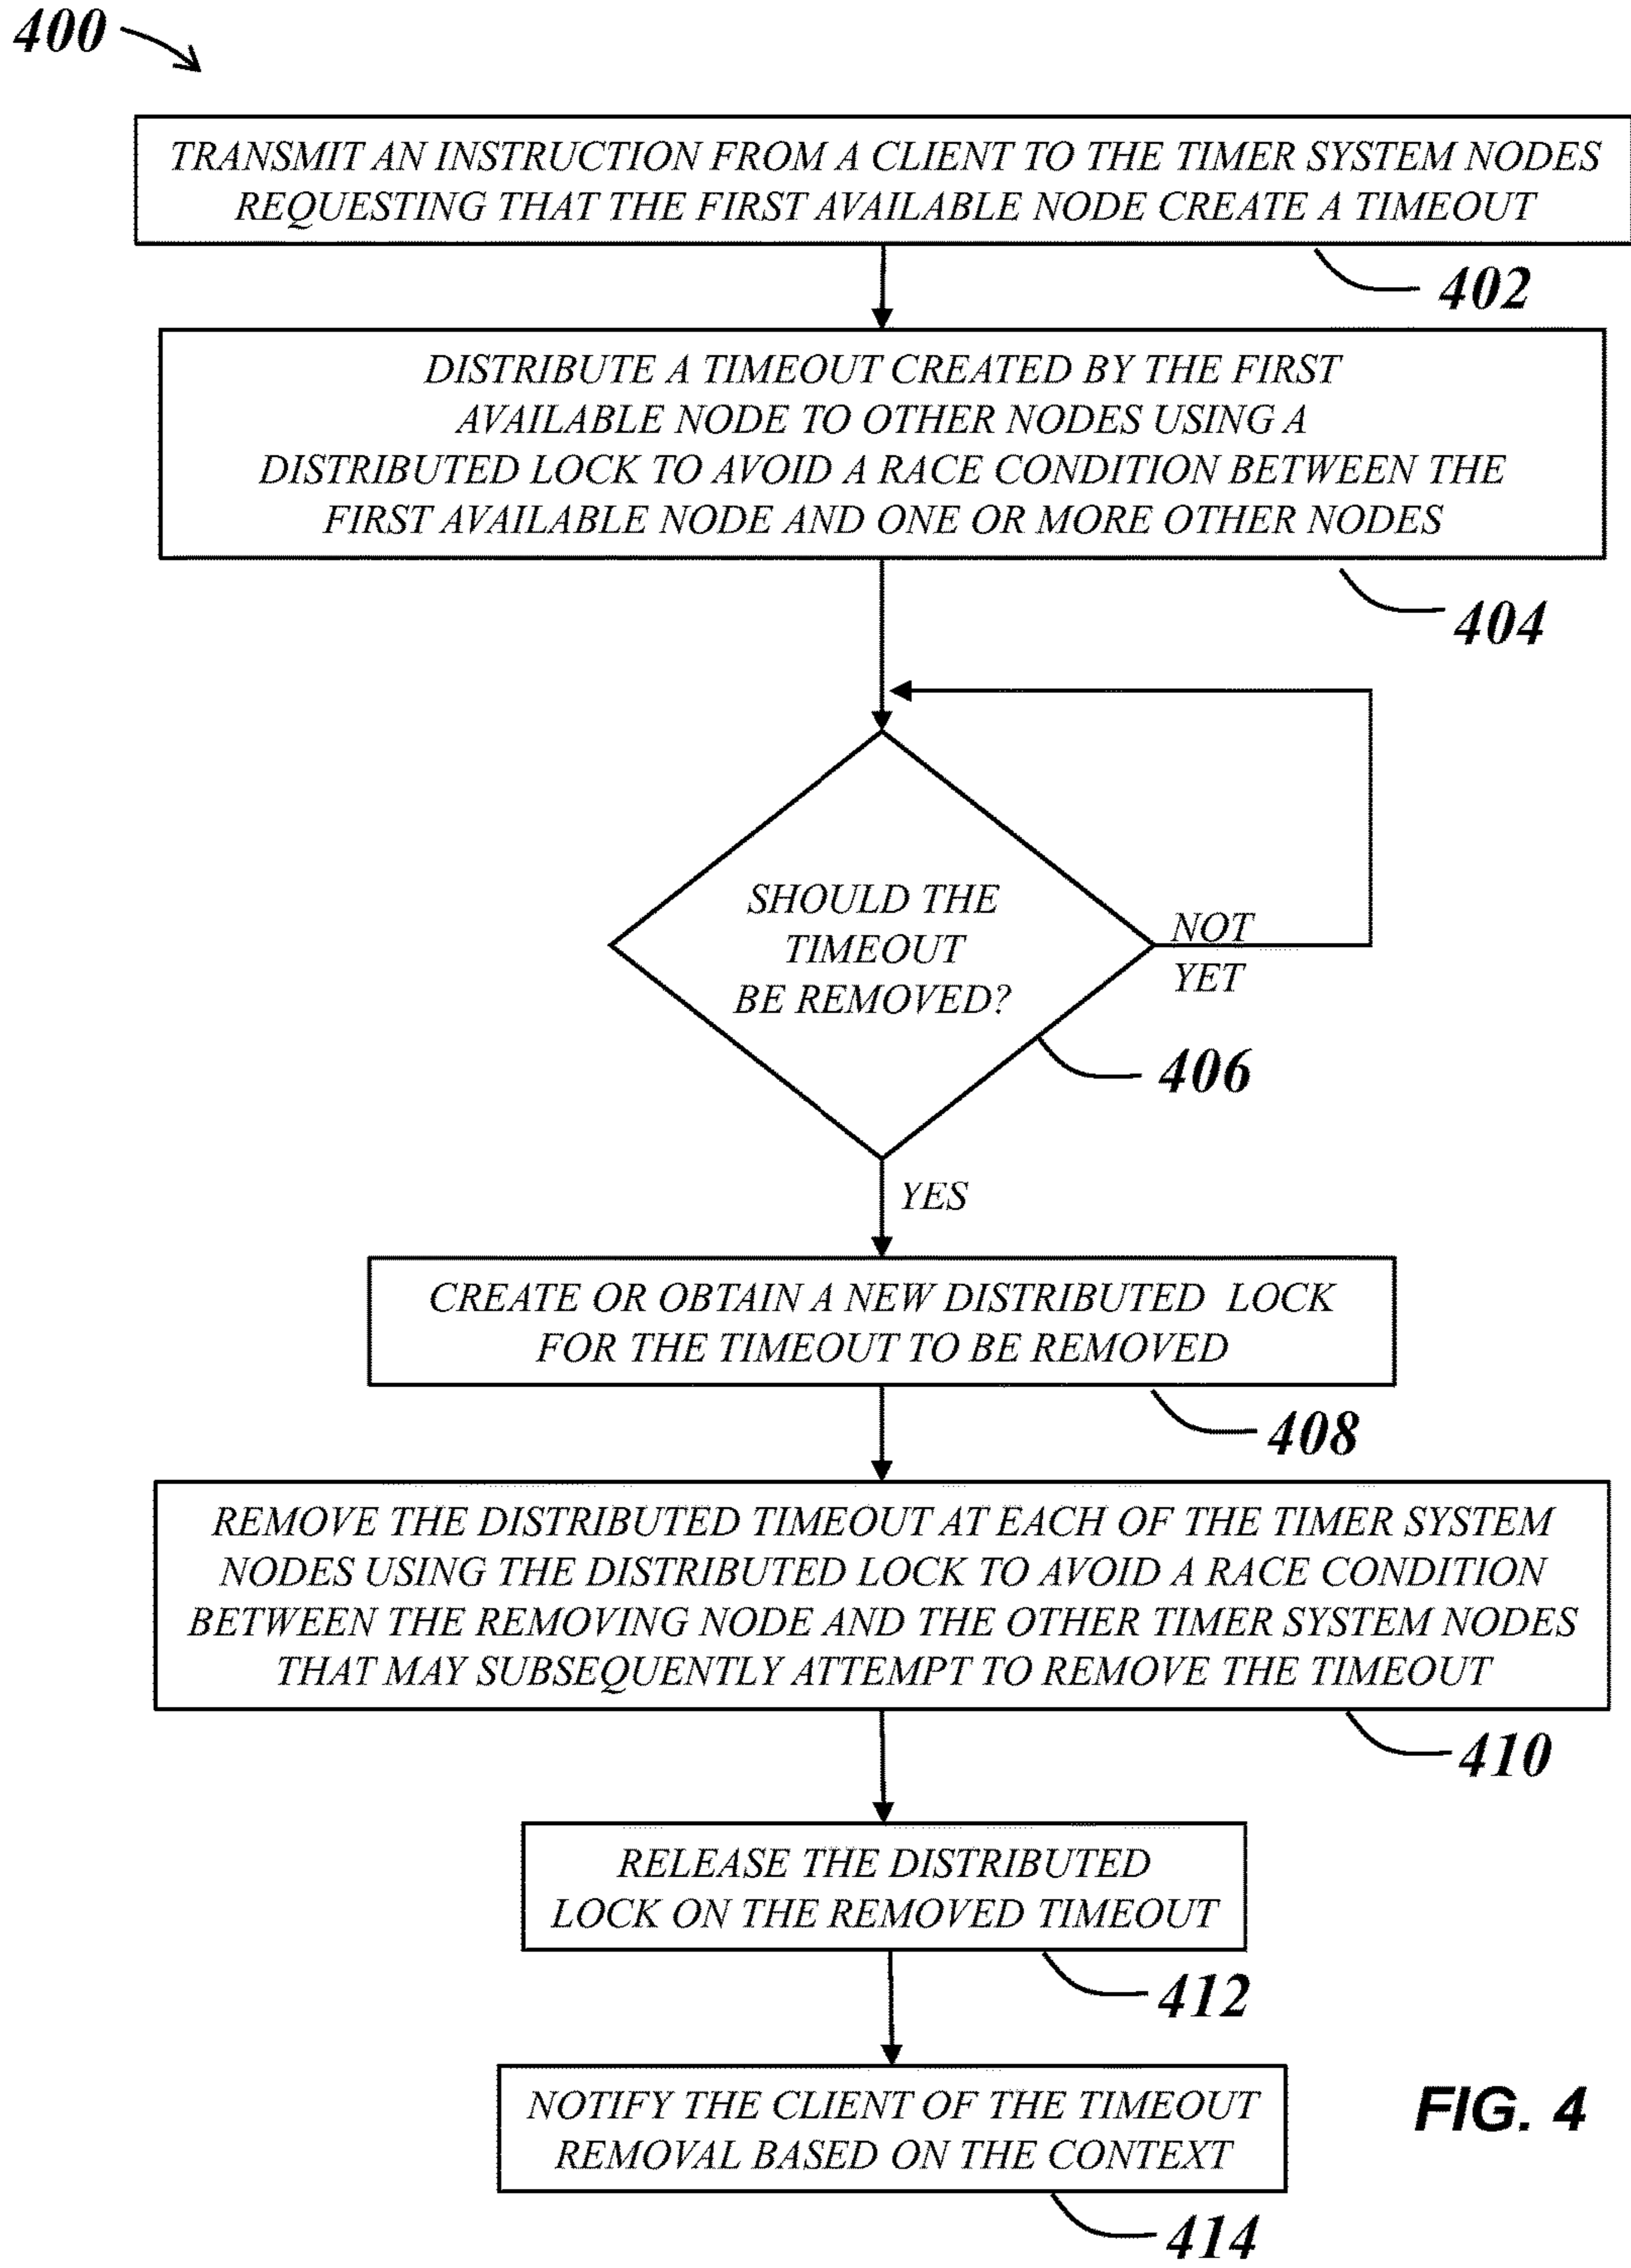 400
TRANSMIT AN INSTRUCTION FROM A CLIENT TO THE TIMER SYSTEM NODES
REQUESTING THAT THE FIRST AVAILABLE NODE CREATE A TIMEOUT
402
DISTRIBUTE A TIMEOUT CREATED BY THE FIRST
AVAILABLE NODE TO OTHER NODES USING A
DISTRIBUTED LOCK TO AVOID A RACE CONDITION BETWEEN THE
FIRST AVAILABLE NODE AND ONE OR MORE OTHER NODES
404
SHOULD THE
TIMEOUT
BE REMOVED?
NOT
YET
406
YES
CREATE OR OBTAIN A NEW DISTRIBUTED LOCK
FOR THE TIMEOUT TO BE REMOVED
408
REMOVE THE DISTRIBUTED TIMEOUT AT EACH OF THE TIMER SYSTEM
NODES USING THE DISTRIBUTED LOCK TO AVOID A RACE CONDITION
BETWEEN THE REMOVING NODE AND THE OTHER TIMER SYSTEM NODES
THAT MAY SUBSEQUENTLY ATTEMPT TO REMOVE THE TIMEOUT
410
RELEASE THE DISTRIBUTED
LOCK ON THE REMOVED TIMEOUT
412
NOTIFY THE CLIENT OF THE TIMEOUT
REMOVAL BASED ON THE CONTEXT
414
FIG. 4